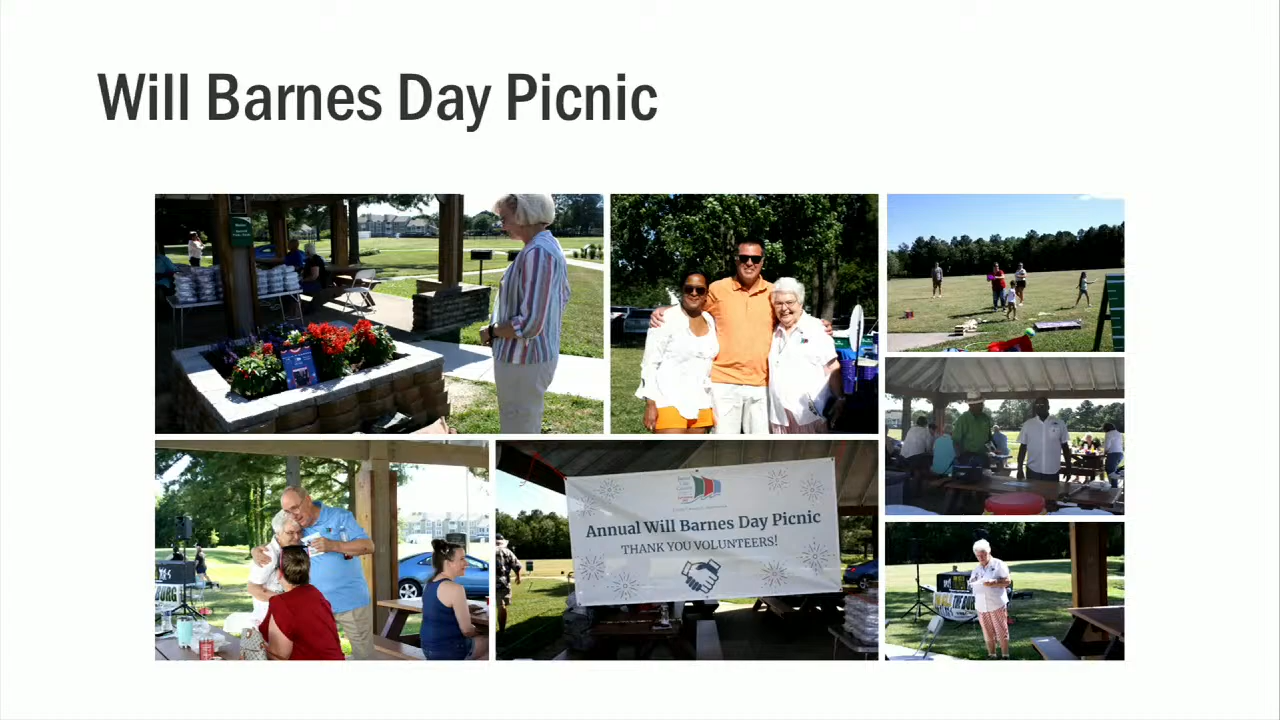 Will Barnes Day Picnic
Annual Will Barnes Day Picnic
THANK YOU VOLUNTEERS!